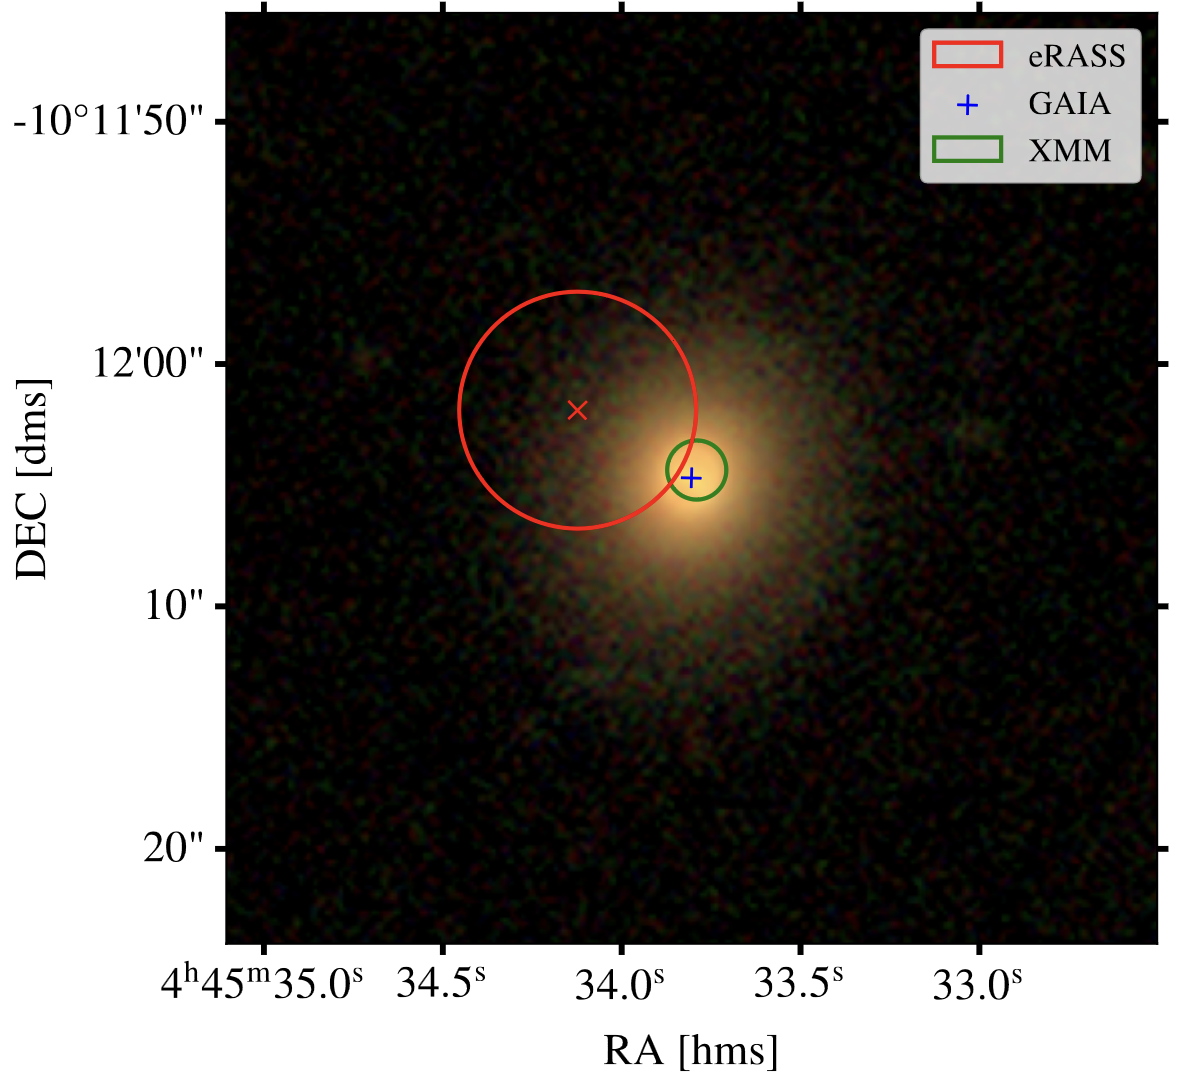 eRASS
GAIA
XMM
-10°11'50"
12'00"
10"
20"
DEC [dms]
4ʰ45ᵐ35.0ˢ 34.5ˢ 34.0ˢ 33.5ˢ 33.0ˢ
RA [hms]